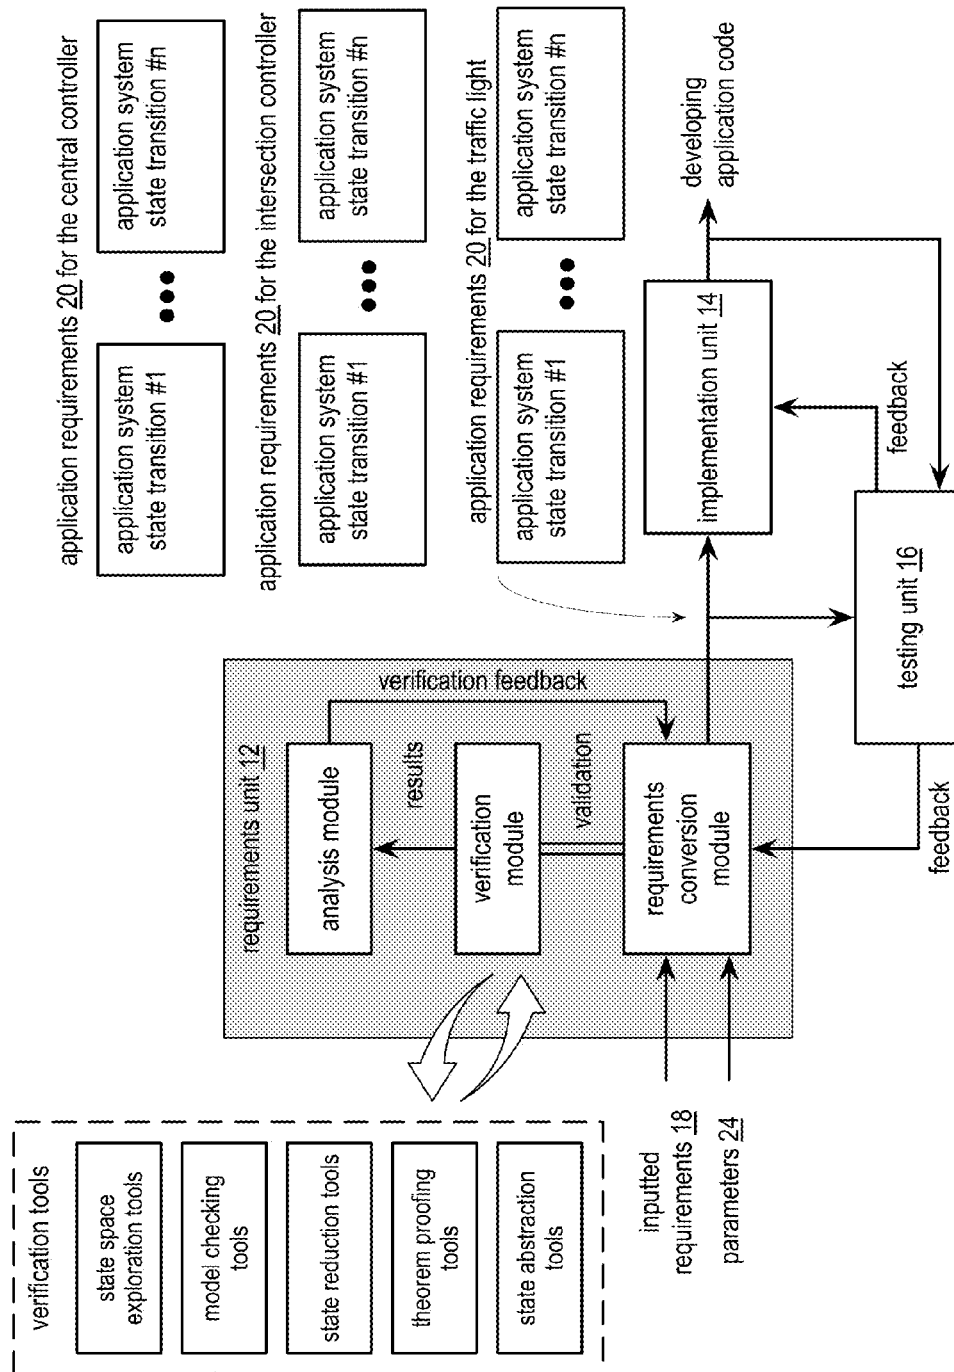 verification tools
state space
exploration tools
model checking
tools
state reduction tools
theorem proofing
tools
state abstraction
tools
inputted
requirements 18
parameters 24
requirements unit 12
analysis module
results
verification
module
validation
requirements
conversion
module
verification feedback
application requirements 20 for the central controller
application system
state transition #1
application system
state transition #n
application requirements 20 for the intersection controller
application system
state transition #1
application system
state transition #n
application requirements 20 for the traffic light
application system
state transition #1
application system
state transition #n
implementation unit 14
developing
application code
feedback
testing unit 16
feedback